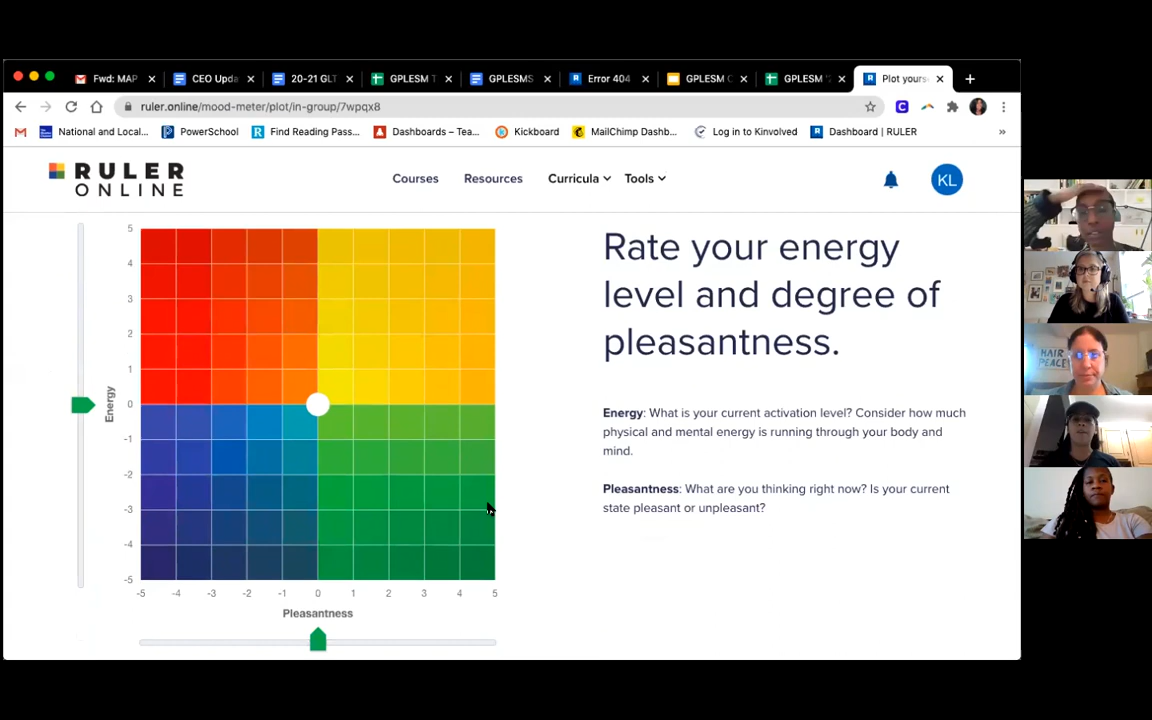 Fwd: MAP
CEO Upda
20-21 GLT
GPLESM T
GPLESMS
Error 404
GPLESM C
GPLESM '2
Plot yours
ruler.online/mood-meter/plot/in-group/7wpqx8
National and Local...
PowerSchool
Find Reading Pass...
Dashboards – Tea...
Kickboard
MailChimp Dashb...
Log in to Kinvolved
Dashboard | RULER
»
RULER
ONLINE
Courses
Resources
Curricula
Tools
KL
5
4
3
2
1
0
-1
-2
-3
-4
-5
Energy
-5 -4 -3 -2 -1 0 1 2 3 4 5
Pleasantness
Rate your energy
level and degree of
pleasantness.
Energy: What is your current activation level? Consider how much
physical and mental energy is running through your body and
mind.
Pleasantness: What are you thinking right now? Is your current
state pleasant or unpleasant?
HAIR
PEACE